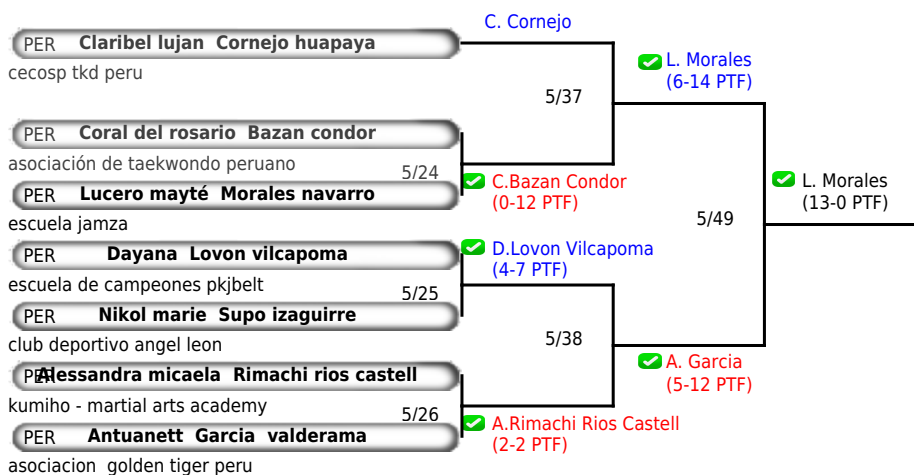 C. Cornejo
PER Claribel lujan Cornejo huapaya
cecosp tkd peru
L. Morales
(6-14 PTF)
5/37
PER Coral del rosario Bazan condor
asociación de taekwondo peruano
5/24
C.Bazan Condor
(0-12 PTF)
PER Lucero mayté Morales navarro
escuela jamza
L. Morales
(13-0 PTF)
5/49
PER Dayana Lovon vilcapoma
escuela de campeones pkjbelt
D.Lovon Vilcapoma
(4-7 PTF)
5/25
PER Nikol marie Supo izaguirre
club deportivo angel leon
5/38
A. Garcia
(5-12 PTF)
PER Alessandra micaela Rimachi rios castell
kumiho - martial arts academy
5/26
A.Rimachi Rios Castell
(2-2 PTF)
PER Antuanett Garcia valderama
asociacion golden tiger peru